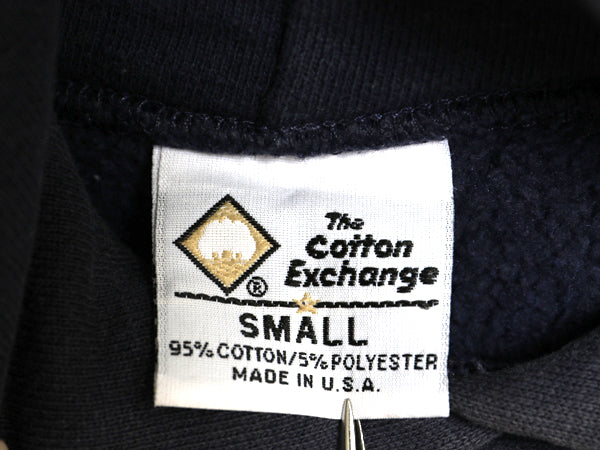 The
Cotton
Exchange
®
SMALL
95% COTTON/5% POLYESTER
MADE IN U.S.A.